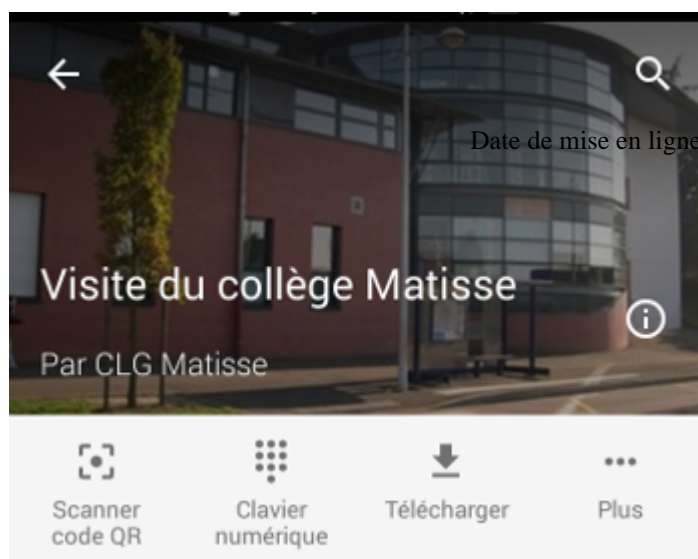 Date de mise en ligne
Visite du collège Matisse
Par CLG Matisse
Scanner
code QR
Clavier
numérique
Télécharger
Plus